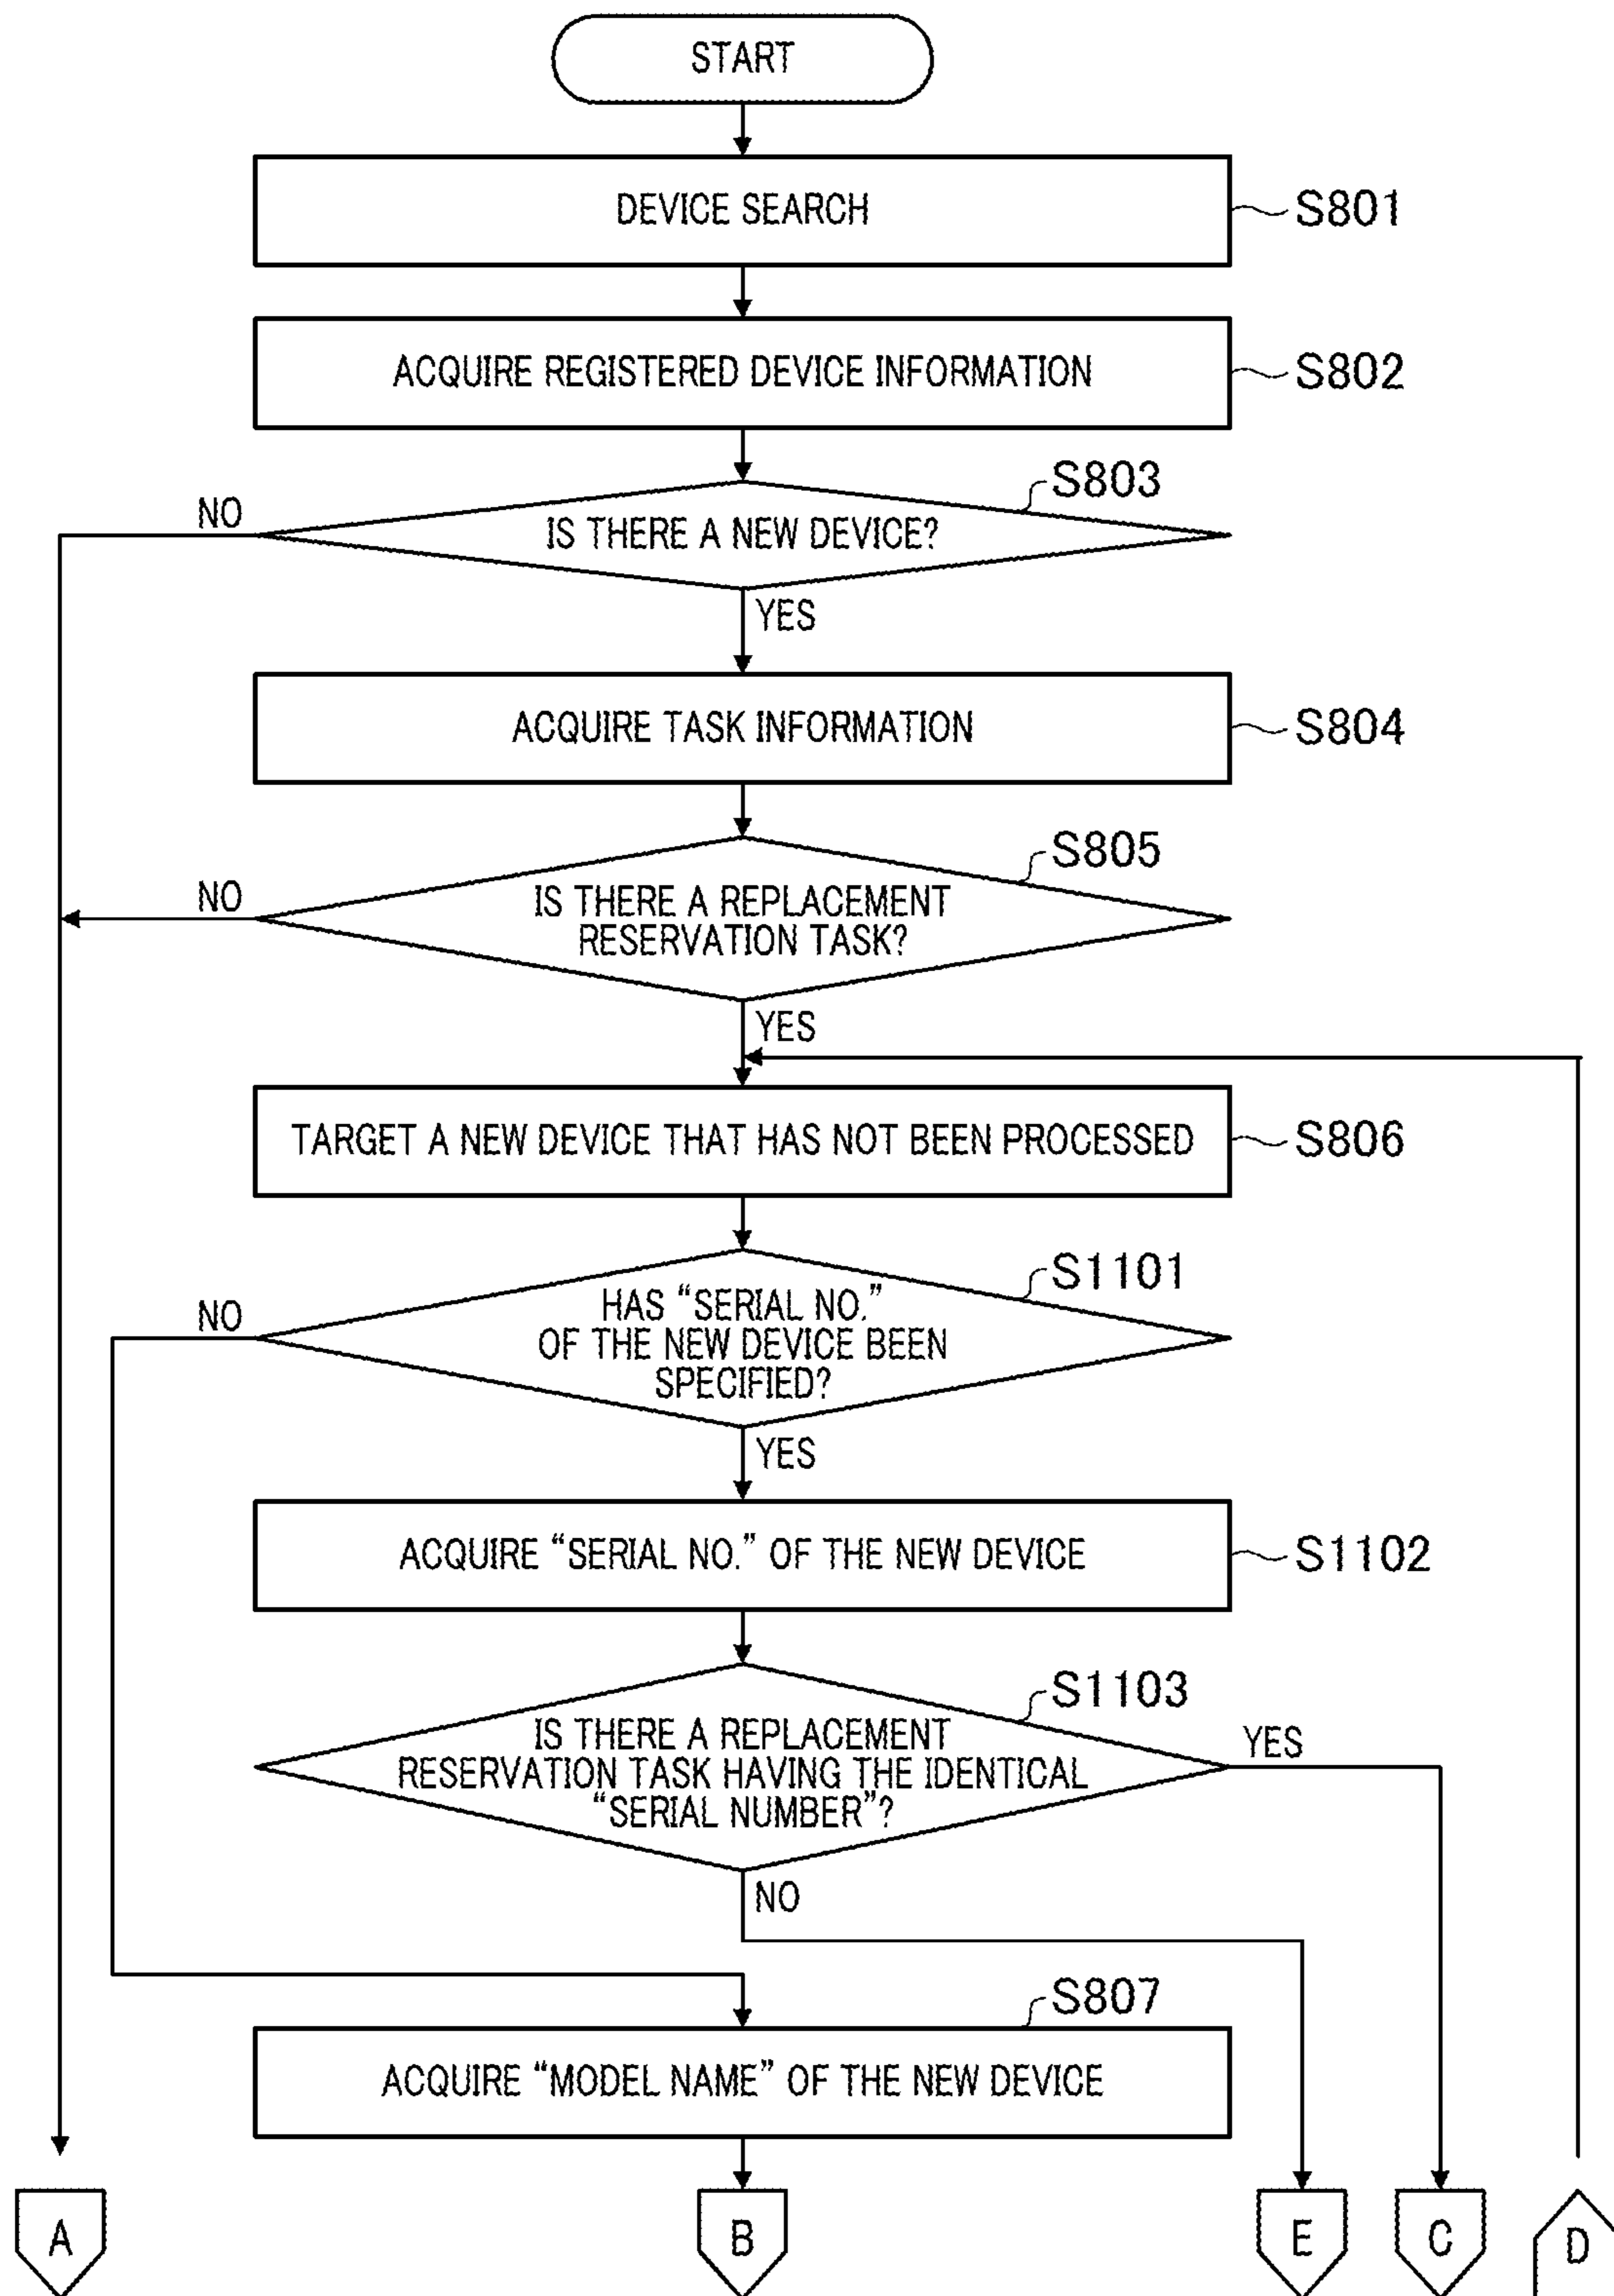 START
DEVICE SEARCH
S801
ACQUIRE REGISTERED DEVICE INFORMATION
S802
S803
NO
IS THERE A NEW DEVICE?
YES
ACQUIRE TASK INFORMATION
S804
S805
NO
IS THERE A REPLACEMENT
RESERVATION TASK?
YES
TARGET A NEW DEVICE THAT HAS NOT BEEN PROCESSED
S806
S1101
NO
HAS “SERIAL NO.”
OF THE NEW DEVICE BEEN
SPECIFIED?
YES
ACQUIRE “SERIAL NO.” OF THE NEW DEVICE
S1102
S1103
IS THERE A REPLACEMENT
RESERVATION TASK HAVING THE IDENTICAL
“SERIAL NUMBER”?
YES
NO
S807
ACQUIRE “MODEL NAME” OF THE NEW DEVICE
A
B
E
C
D